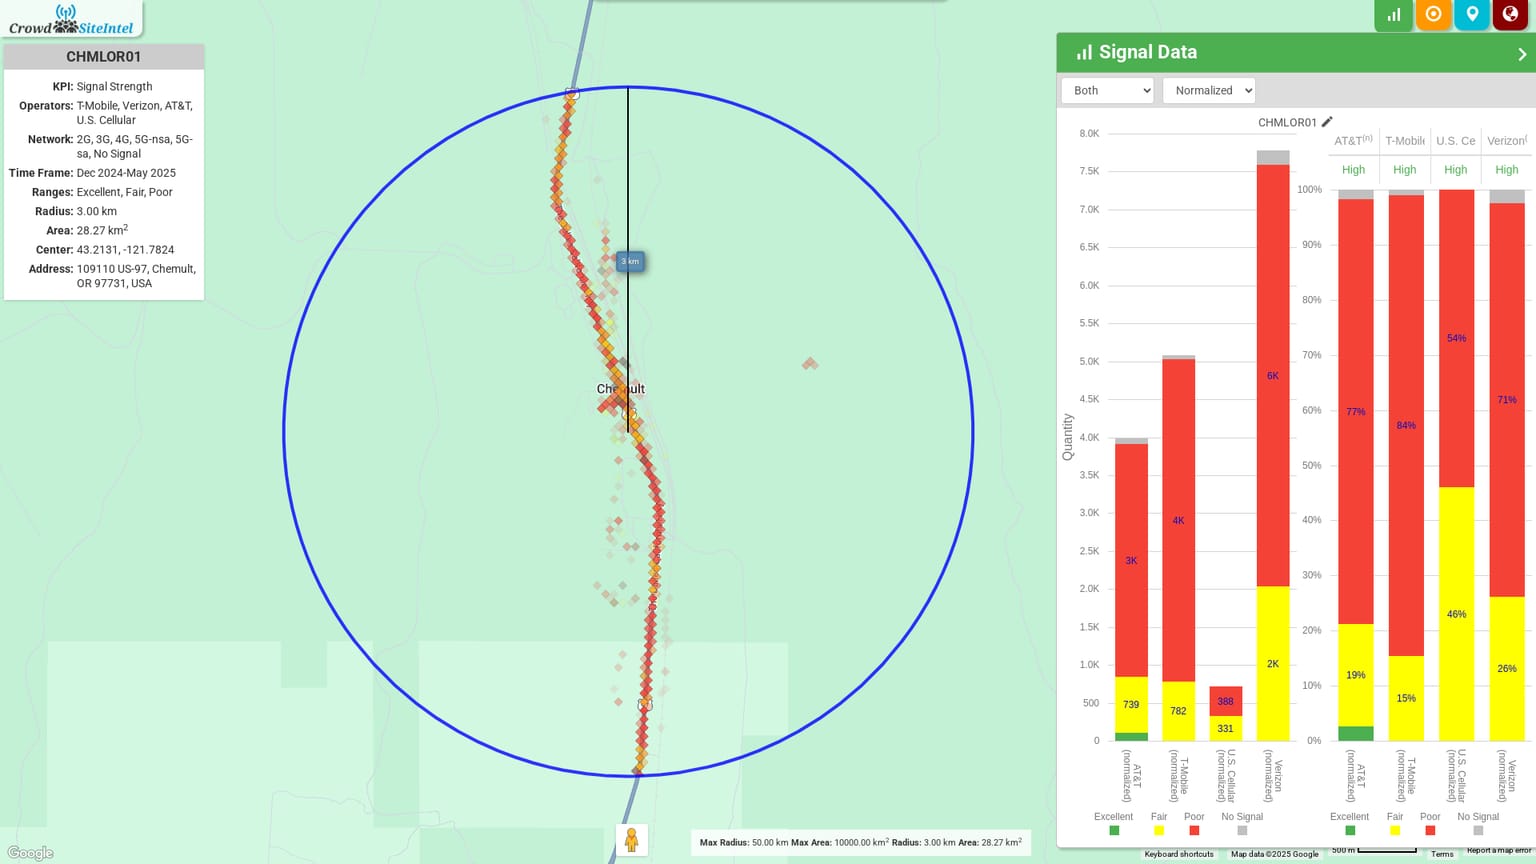 Crowd SiteIntel
CHMLOR01
KPI: Signal Strength
Operators: T-Mobile, Verizon, AT&T,
U.S. Cellular
Network: 2G, 3G, 4G, 5G-nsa, 5G-
sa, No Signal
Time Frame: Dec 2024-May 2025
Ranges: Excellent, Fair, Poor
Radius: 3.00 km
Area: 28.27 km2
Center: 43.2131, -121.7824
Address: 109110 US-97, Chemult,
OR 97731, USA
3 km
Chemult
Google
Max Radius: 50.00 km Max Area: 10000.00 km2 Radius: 3.00 km Area: 28.27 km2
Signal Data
Both
Normalized
CHMLOR01
Quantity
8.0K
7.5K
7.0K
6.5K
6.0K
5.5K
5.0K
4.5K
4.0K
3.5K
3.0K
2.5K
2.0K
1.5K
1.0K
500
0
3K
739
4K
782
388
331
6K
2K
AT&T
(normalized)
T-Mobile
(normalized)
U.S. Cellular
(normalized)
Verizon
(normalized)
Excellent Fair Poor No Signal
AT&T(n) T-Mobile U.S. Ce Verizon(
High High High High
100%
90%
80%
70%
60%
50%
40%
30%
20%
10%
0%
77%
19%
84%
15%
54%
46%
71%
26%
AT&T
(normalized)
T-Mobile
(normalized)
U.S. Cellular
(normalized)
Verizon
(normalized)
Excellent Fair Poor No Signal
Keyboard shortcuts Map data ©2025 Google 500 m Terms Report a map error